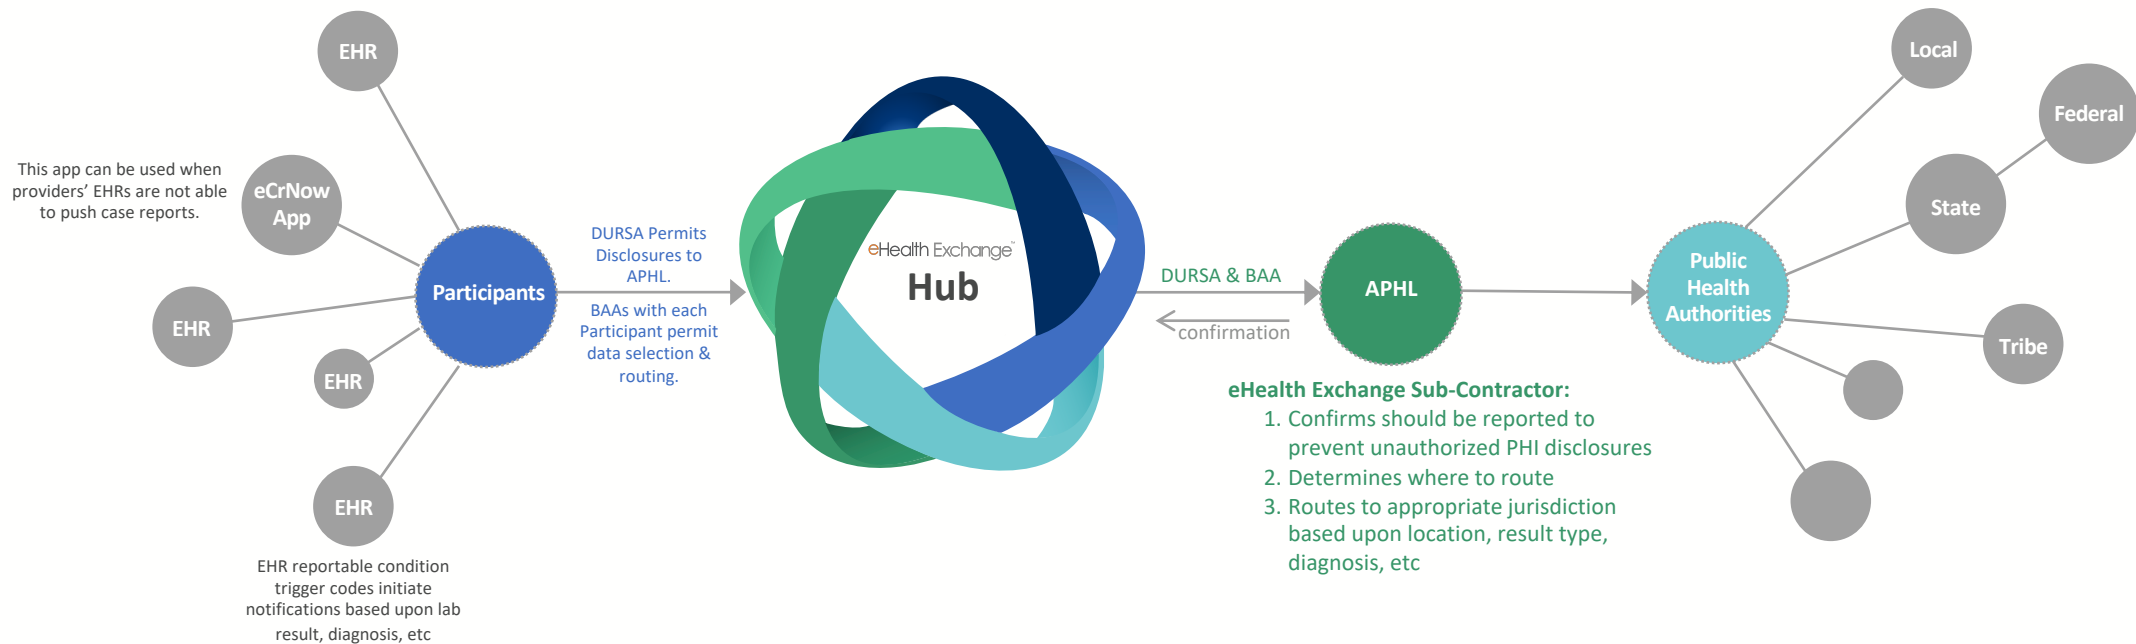 EHR
This app can be used when
providers’ EHRs are not able
to push case reports.
eCrNow
App
EHR
EHR
EHR
EHR reportable condition
trigger codes initiate
notifications based upon lab
result, diagnosis, etc
Participants
DURSA Permits
Disclosures to
APHL.
BAAs with each
Participant permit
data selection &
routing.
eHealth Exchange™
Hub
DURSA & BAA
confirmation
APHL
eHealth Exchange Sub-Contractor:
1. Confirms should be reported to
prevent unauthorized PHI disclosures
2. Determines where to route
3. Routes to appropriate jurisdiction
based upon location, result type,
diagnosis, etc
Public
Health
Authorities
Local
Federal
State
Tribe